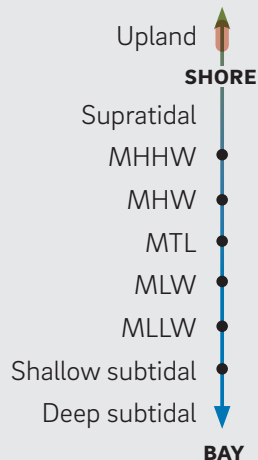 Upland
SHORE
Supratidal
MHHW
MHW
MTL
MLW
MLLW
Shallow subtidal
Deep subtidal
BAY